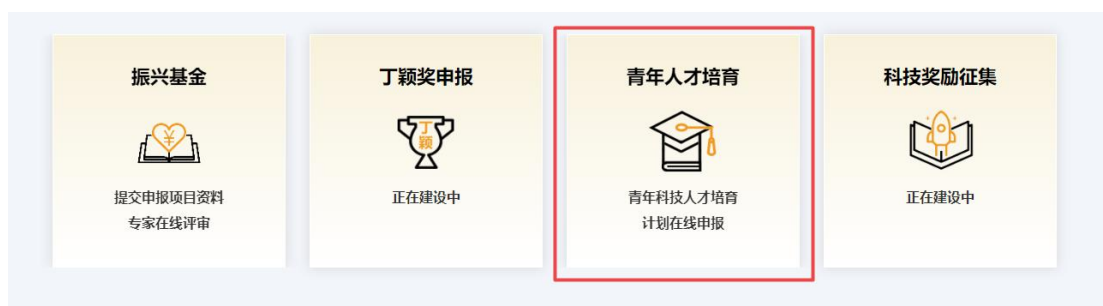 振兴基金
¥
提交申报项目资料
专家在线评审
丁颖奖申报
丁
颖
正在建设中
青年人才培育
青年科技人才培育
计划在线申报
科技奖励征集
正在建设中